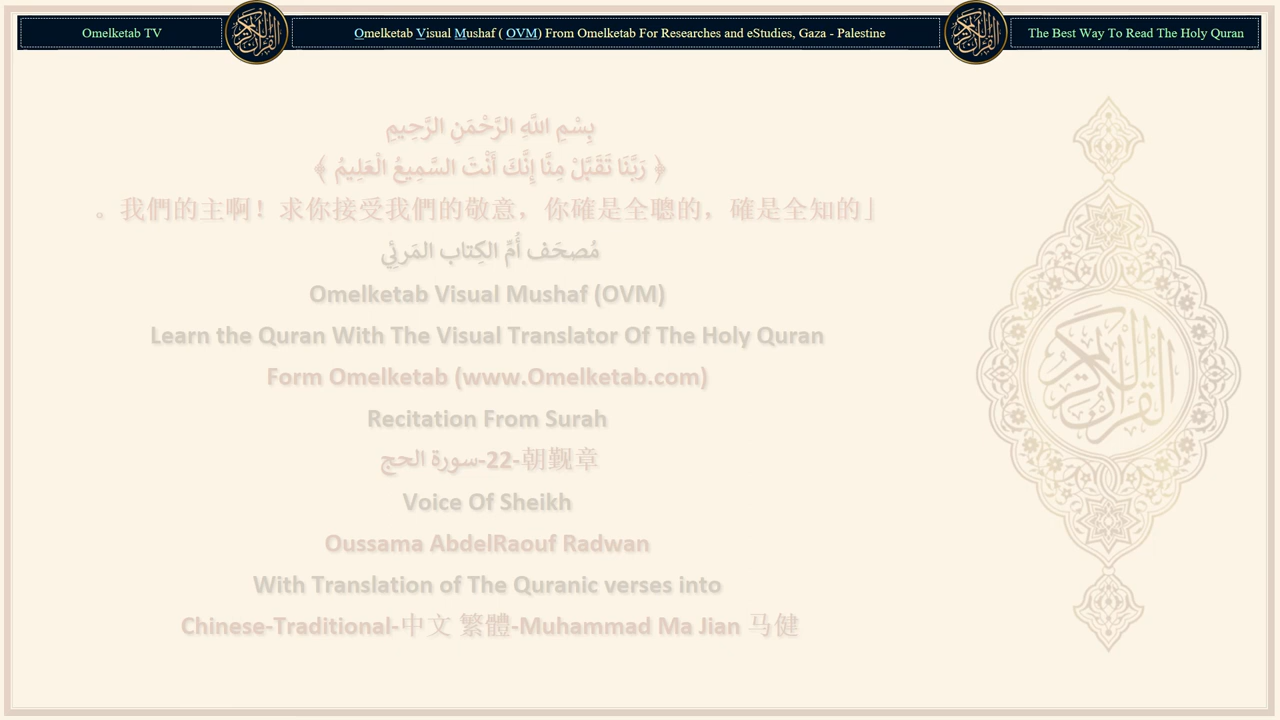 Omelketab TV
Omelketab Visual Mushaf ( OVM) From Omelketab For Researches and eStudies, Gaza - Palestine
The Best Way To Read The Holy Quran
بِسْمِ اللَّهِ الرَّحْمَنِ الرَّحِيمِ
﴿ رَبَّنَا تَقَبَّلْ مِنَّا إِنَّكَ أَنْتَ السَّمِيعُ الْعَلِيمُ ﴾
。我們的主啊！求你接受我們的敬意，你確是全聰的，確是全知的」
مُصحَف أُمِّ الكِتاب المَرئِي
Omelketab Visual Mushaf (OVM)
Learn the Quran With The Visual Translator Of The Holy Quran
Form Omelketab (www.Omelketab.com)
Recitation From Surah
سورة الحج-22-朝觐章
Voice Of Sheikh
Oussama AbdelRaouf Radwan
With Translation of The Quranic verses into
Chinese-Traditional-中文 繁體-Muhammad Ma Jian 马健
القرآن الكريم